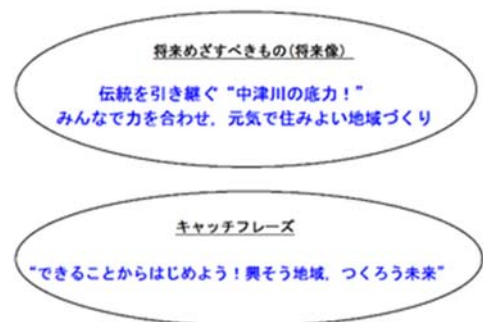 将来めざすべきもの(将来像)
伝統を引き継ぐ“中津川の底力！”
みんなで力を合わせ，元気で住みよい地域づくり
キャッチフレーズ
“できることからはじめよう！興そう地域，つくろう未来”